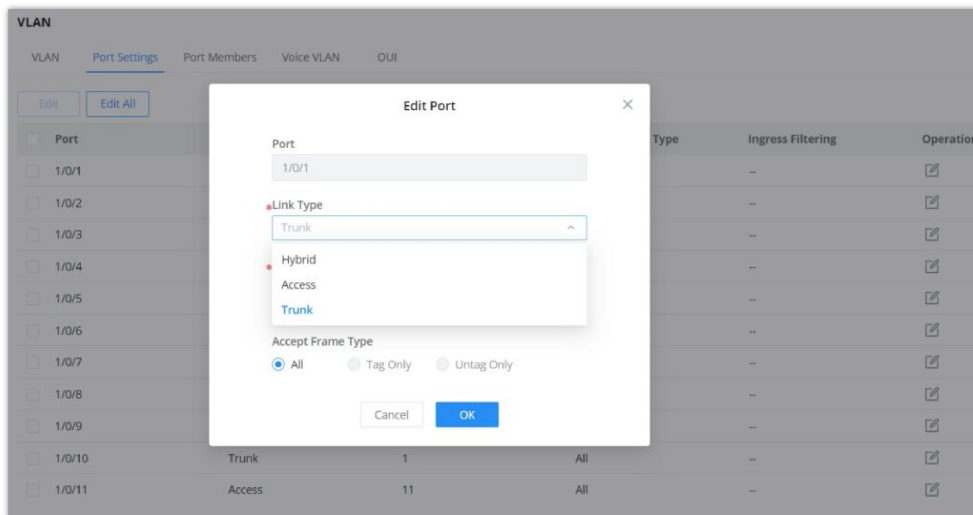 VLAN
VLAN Port Settings Port Members Voice VLAN OUI
Edit Edit All
Edit Port
Port Type Ingress Filtering Operation
Port
1/0/1
1/0/1 --
* Link Type
1/0/2 --
Trunk
1/0/3 --
Hybrid
1/0/4 * --
Access
1/0/5 --
Trunk
1/0/6 --
Accept Frame Type
1/0/7 --
All Tag Only Untag Only
1/0/8 --
Cancel OK
1/0/9 --
1/0/10 Trunk 1 All --
1/0/11 Access 11 All --